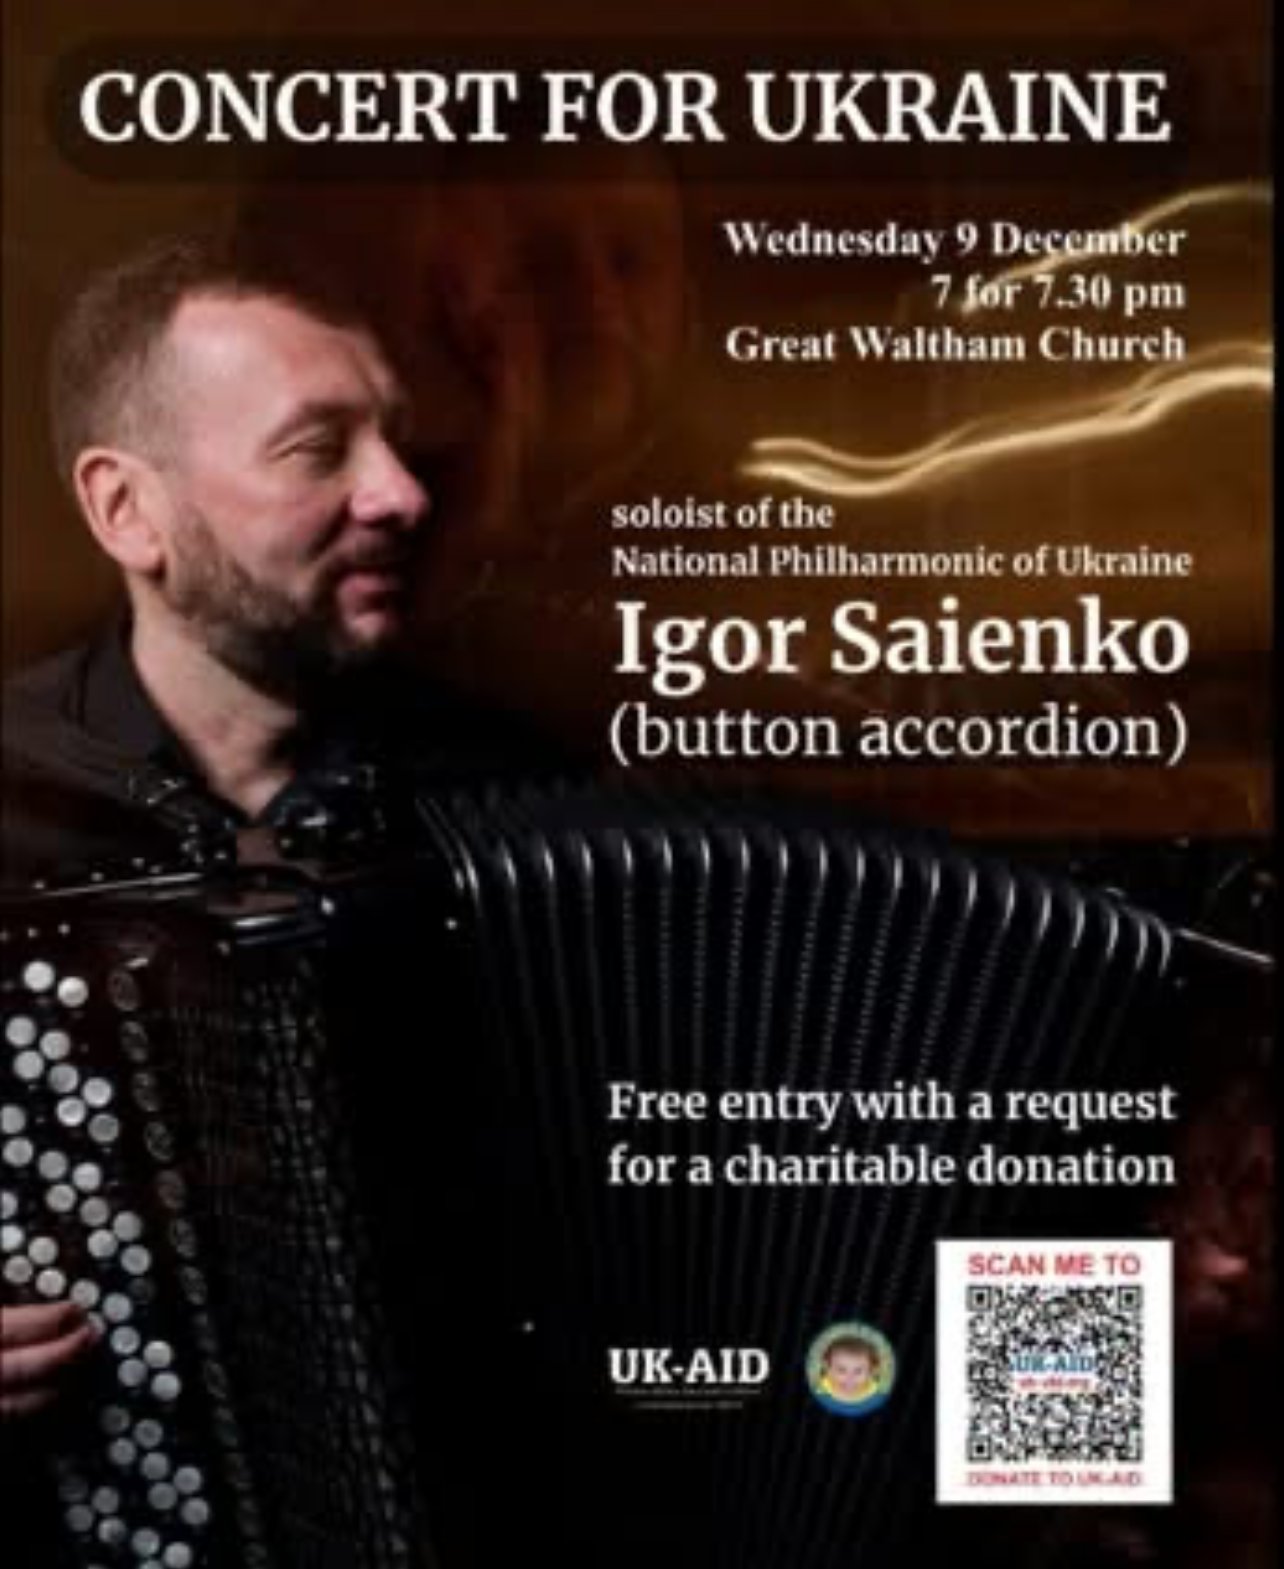 CONCERT FOR UKRAINE
Wednesday 9 December
7 for 7.30 pm
Great Waltham Church
soloist of the
National Philharmonic of Ukraine
Igor Saienko
(button accordion)
Free entry with a request
for a charitable donation
SCAN ME TO
UK-AID
UK-AID
DONATE TO UK-AID